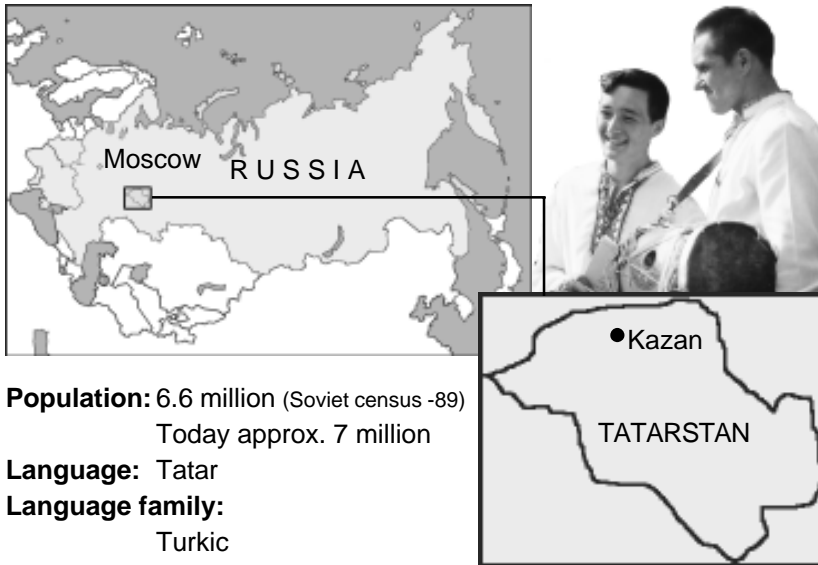 Moscow
RUSSIA
Kazan
TATARSTAN
Population: 6.6 million (Soviet census -89)
Today approx. 7 million
Language: Tatar
Language family:
Turkic